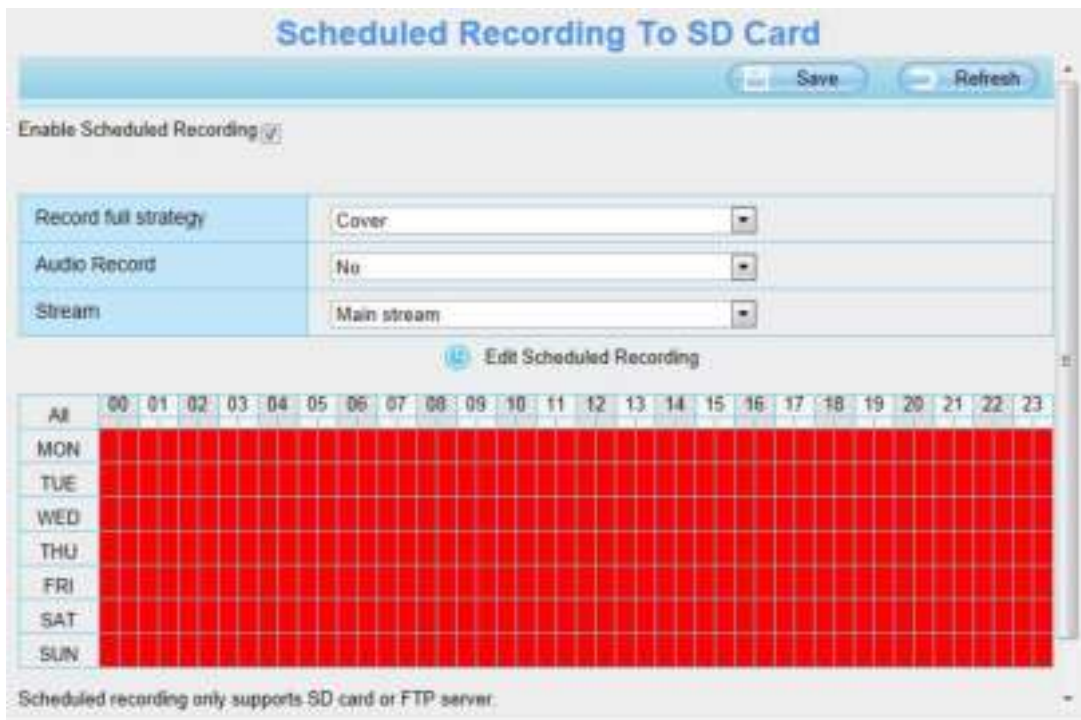 Scheduled Recording To SD Card
Save Refresh
Enable Scheduled Recording
Record full strategy Cover
Audio Record No
Stream Main stream
Edit Scheduled Recording
All 00 01 02 03 04 05 06 07 08 09 10 11 12 13 14 15 16 17 18 19 20 21 22 23
MON
TUE
WED
THU
FRI
SAT
SUN
Scheduled recording only supports SD card or FTP server.